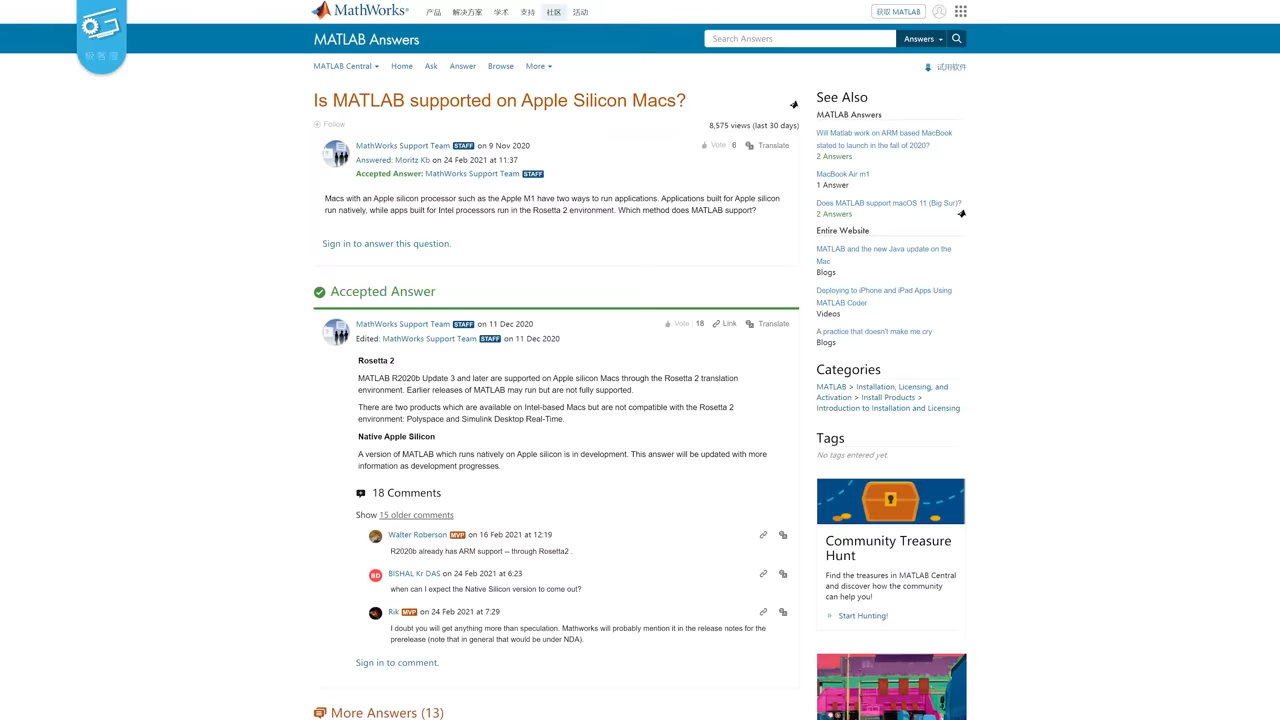 MathWorks®
产品
解决方案
学术
支持
社区
活动
获取 MATLAB
MATLAB Answers
Search Answers
Answers
MATLAB Central
Home
Ask
Answer
Browse
More
试用软件
Is MATLAB supported on Apple Silicon Macs?
Follow
8,575 views (last 30 days)
MathWorks Support Team STAFF on 9 Nov 2020
Vote 6 Translate
Answered: Moritz Kb on 24 Feb 2021 at 11:37
Accepted Answer: MathWorks Support Team STAFF
Macs with an Apple silicon processor such as the Apple M1 have two ways to run applications. Applications built for Apple silicon
run natively, while apps built for Intel processors run in the Rosetta 2 environment. Which method does MATLAB support?
Sign in to answer this question.
Accepted Answer
MathWorks Support Team STAFF on 11 Dec 2020
Vote 18 Link Translate
Edited: MathWorks Support Team STAFF on 11 Dec 2020
Rosetta 2
MATLAB R2020b Update 3 and later are supported on Apple silicon Macs through the Rosetta 2 translation
environment. Earlier releases of MATLAB may run but are not fully supported.
There are two products which are available on Intel-based Macs but are not compatible with the Rosetta 2
environment: Polyspace and Simulink Desktop Real-Time.
Native Apple Silicon
A version of MATLAB which runs natively on Apple silicon is in development. This answer will be updated with more
information as development progresses.
18 Comments
Show 15 older comments
Walter Roberson MVP on 16 Feb 2021 at 12:19
R2020b already has ARM support -- through Rosetta2 .
BD
BISHAL Kr DAS on 24 Feb 2021 at 6:23
when can I expect the Native Silicon version to come out?
Rik MVP on 24 Feb 2021 at 7:29
I doubt you will get anything more than speculation. Mathworks will probably mention it in the release notes for the
prerelease (note that in general that would be under NDA).
Sign in to comment.
More Answers (13)
See Also
MATLAB Answers
Will Matlab work on ARM based MacBook
stated to launch in the fall of 2020?
2 Answers
MacBook Air m1
1 Answer
Does MATLAB support macOS 11 (Big Sur)?
2 Answers
Entire Website
MATLAB and the new Java update on the
Mac
Blogs
Deploying to iPhone and iPad Apps Using
MATLAB Coder
Videos
A practice that doesn't make me cry
Blogs
Categories
MATLAB > Installation, Licensing, and
Activation > Install Products >
Introduction to Installation and Licensing
Tags
No tags entered yet.
Community Treasure
Hunt
Find the treasures in MATLAB Central
and discover how the community
can help you!
» Start Hunting!